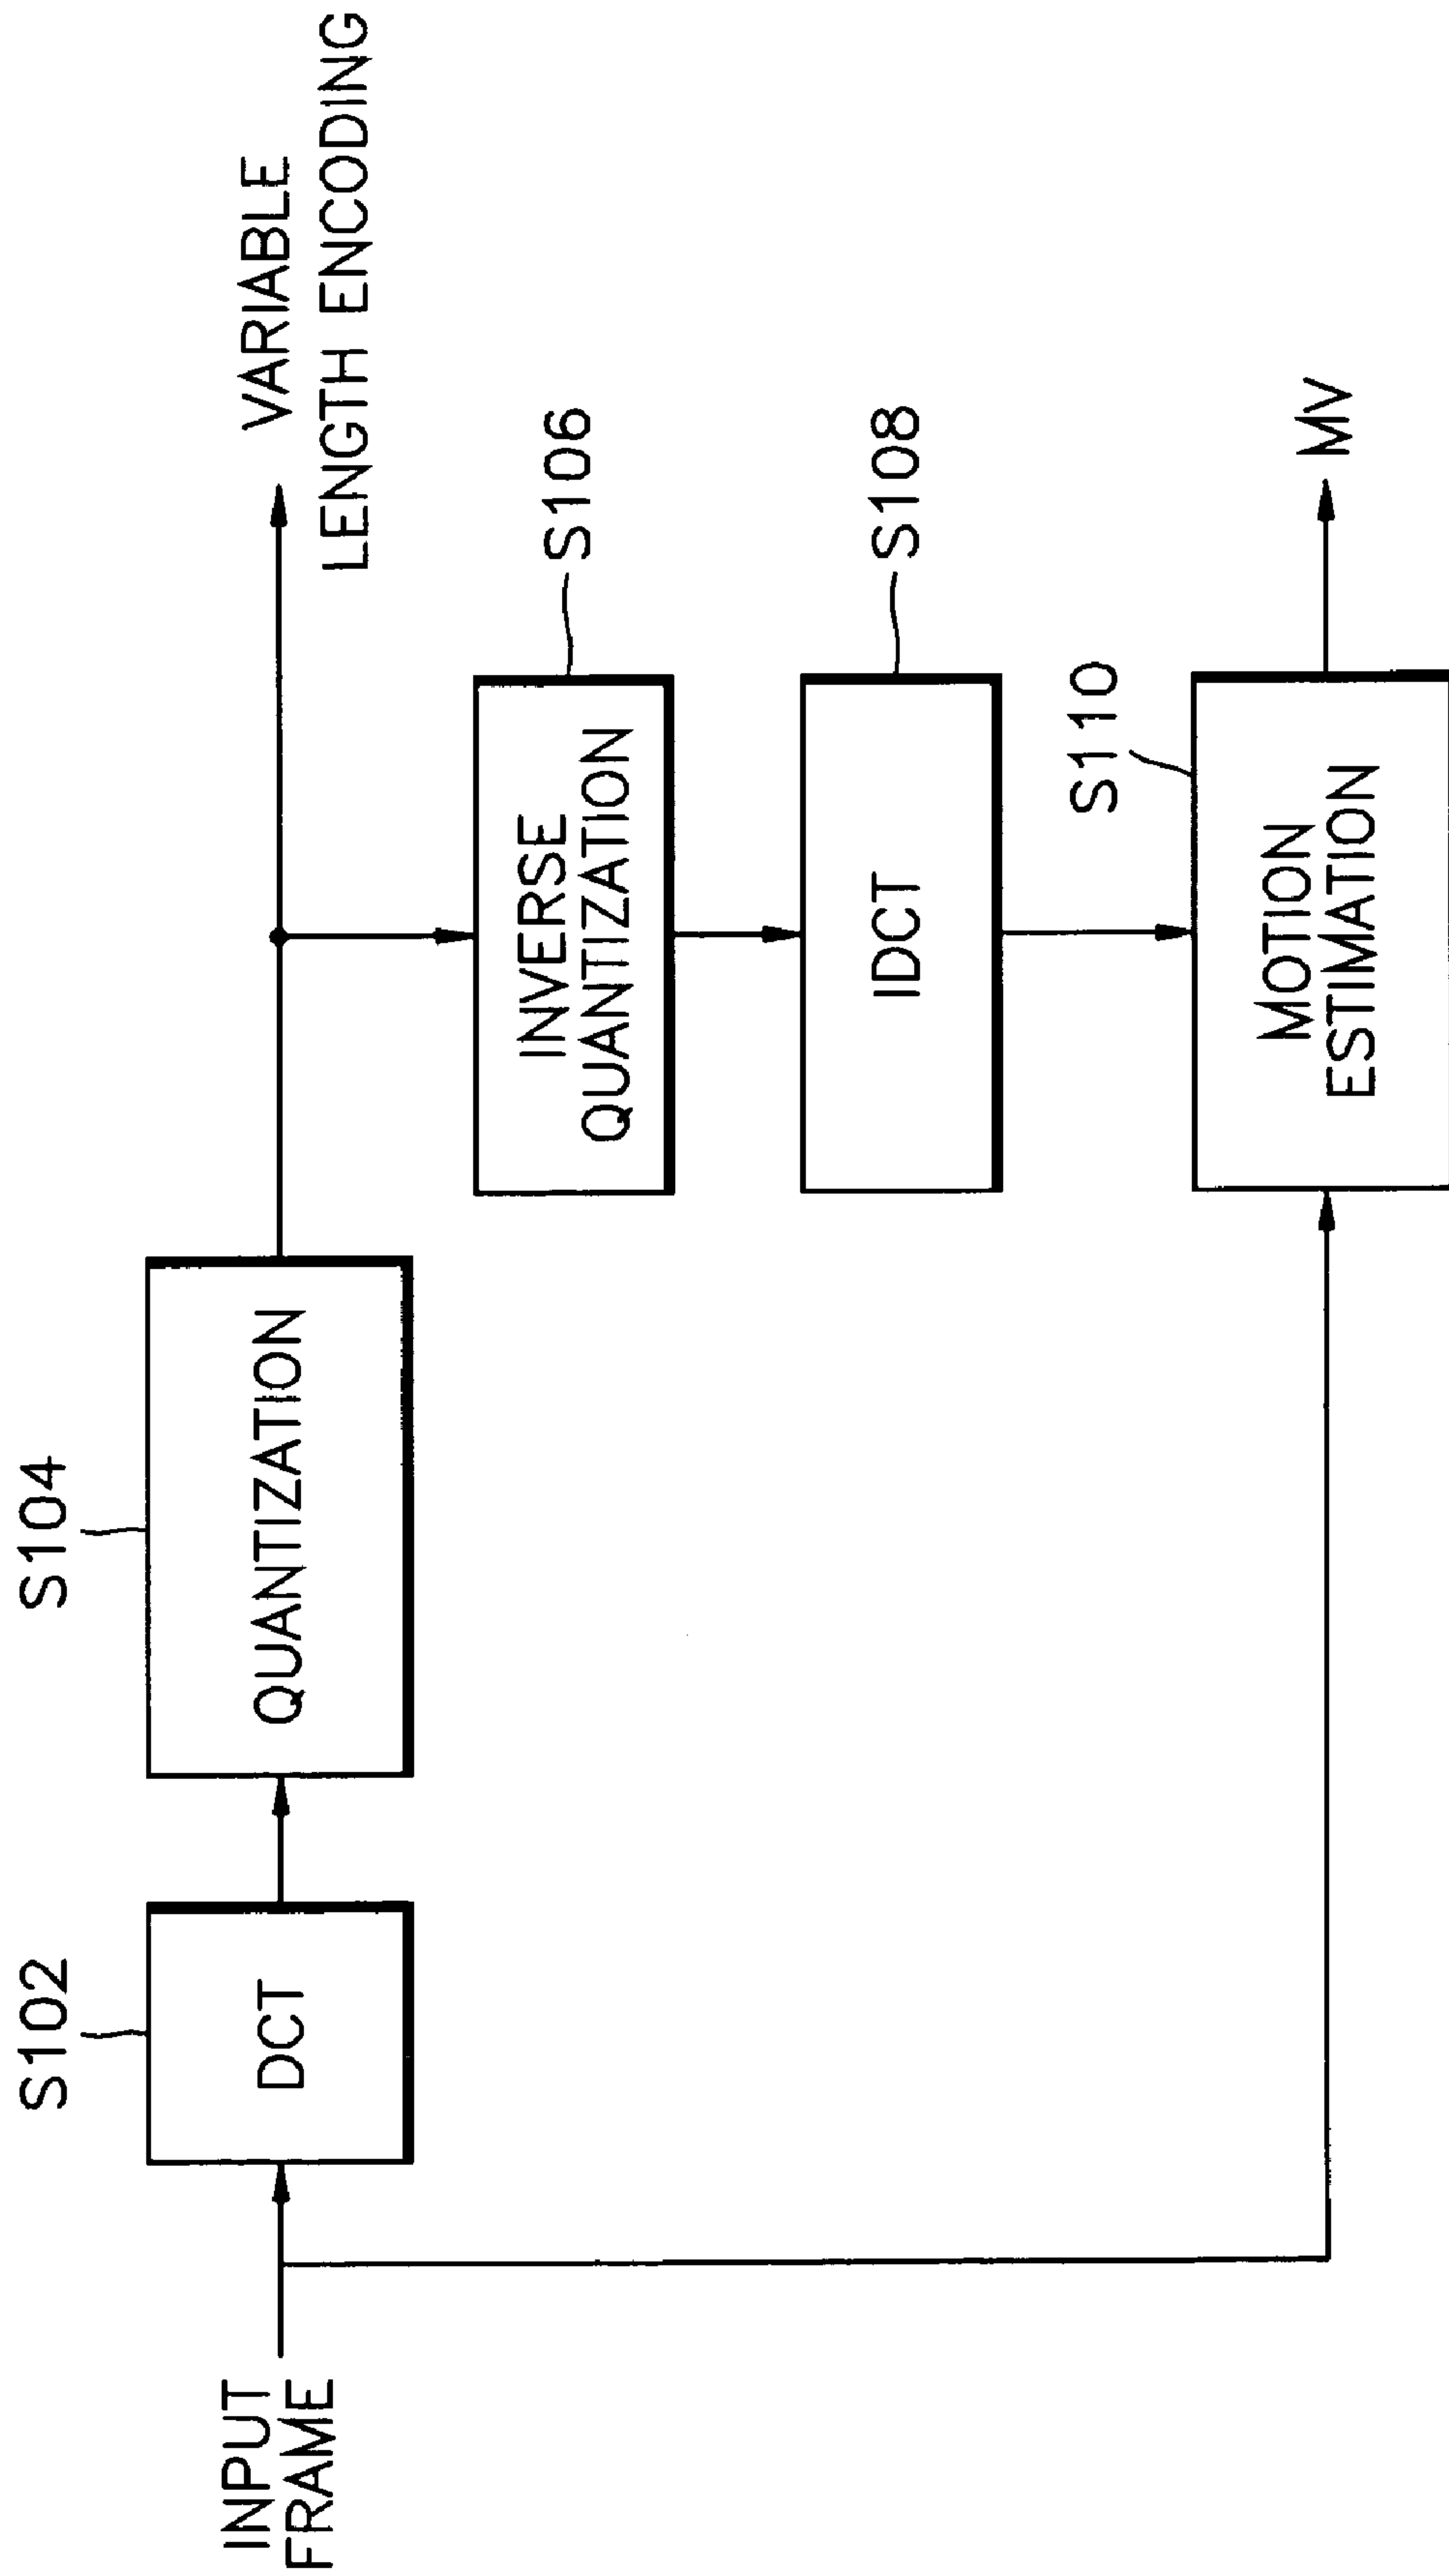 INPUT
FRAME
S102
DCT
S104
QUANTIZATION
VARIABLE
LENGTH ENCODING
INVERSE
QUANTIZATION
S106
IDCT
S108
S110
MOTION
ESTIMATION
MV